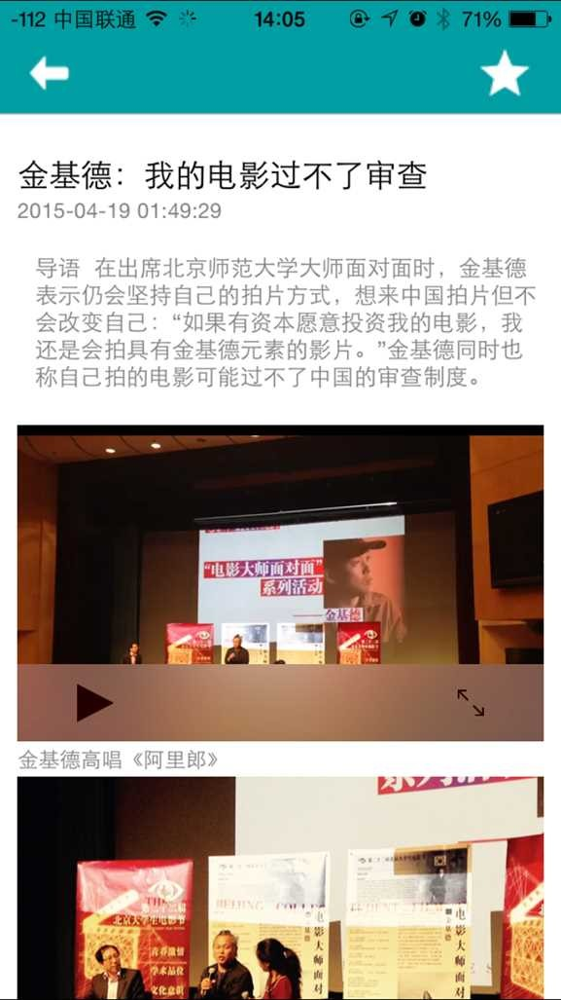 -112 中国联通 14:05 71%
金基德：我的电影过不了审查
2015-04-19 01:49:29
导语 在出席北京师范大学大师面对面时，金基德
表示仍会坚持自己的拍片方式，想来中国拍片但不
会改变自己：“如果有资本愿意投资我的电影，我
还是会拍具有金基德元素的影片。”金基德同时也
称自己拍的电影可能过不了中国的审查制度。
“电影大师面对面”
系列活动
金基德
金基德高唱《阿里郎》
北京大学生电影节
青春激情
学术品位
文化意识
BEIJING COLLE
金基德
电影大师面对